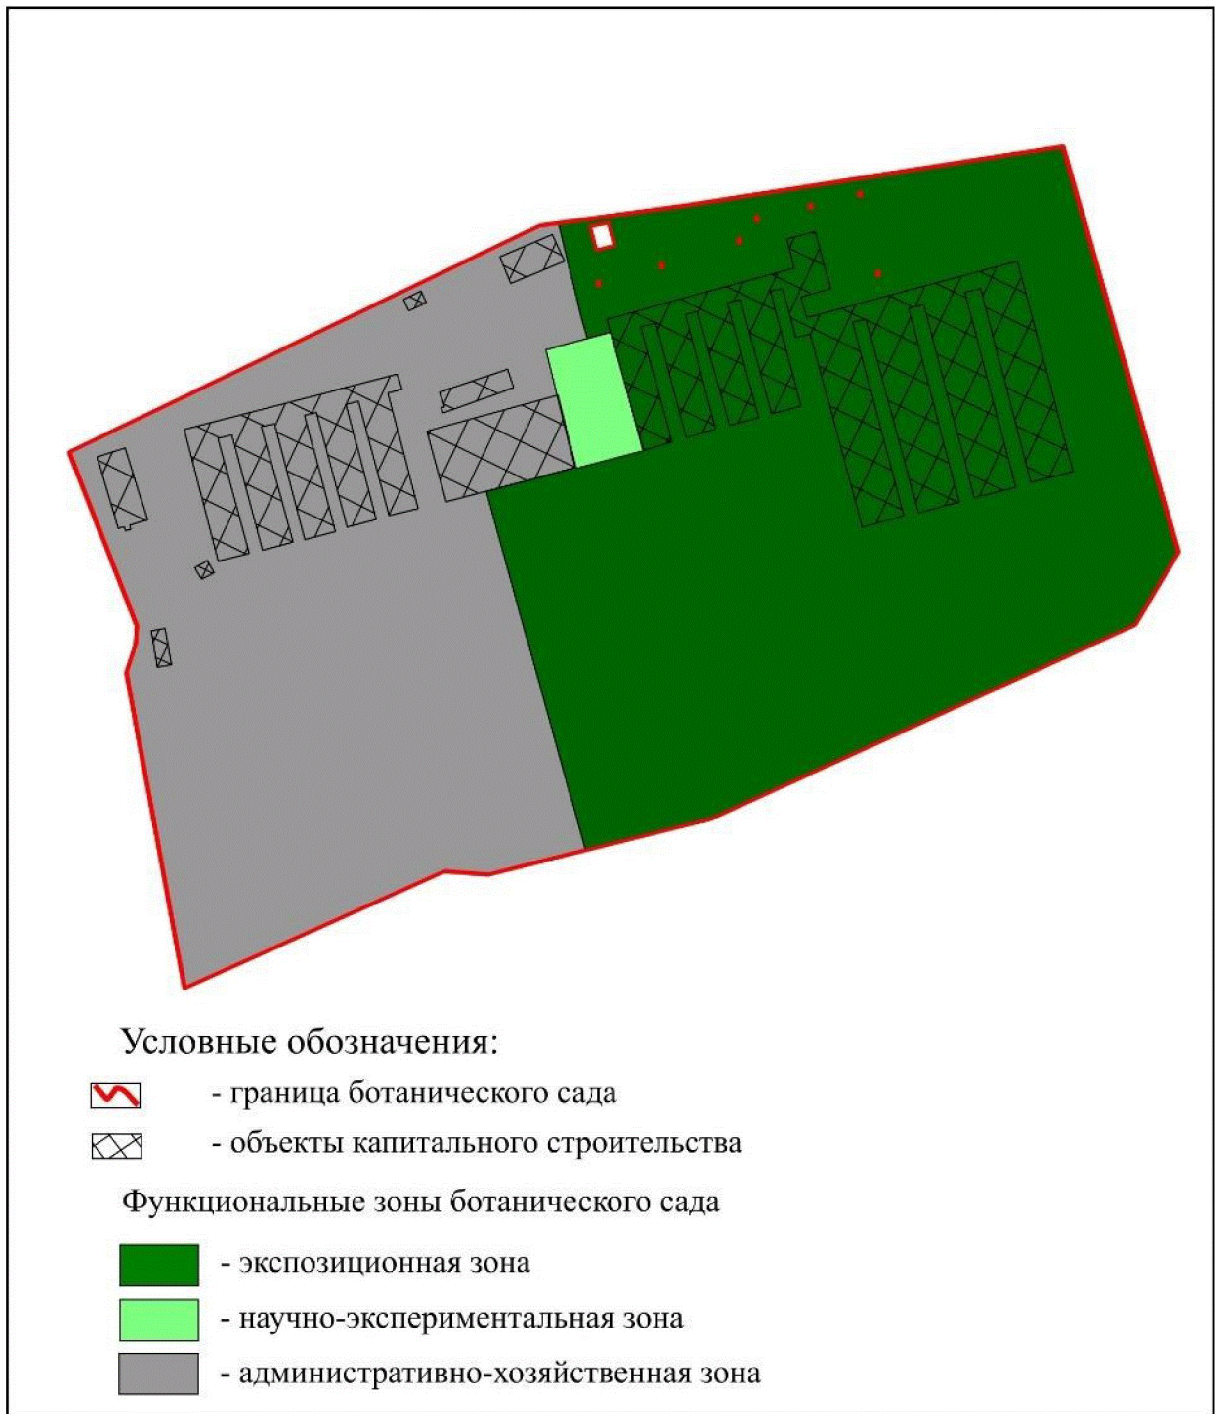 Условные обозначения:
- граница ботанического сада
- объекты капитального строительства
Функциональные зоны ботанического сада
- экспозиционная зона
- научно-экспериментальная зона
- административно-хозяйственная зона